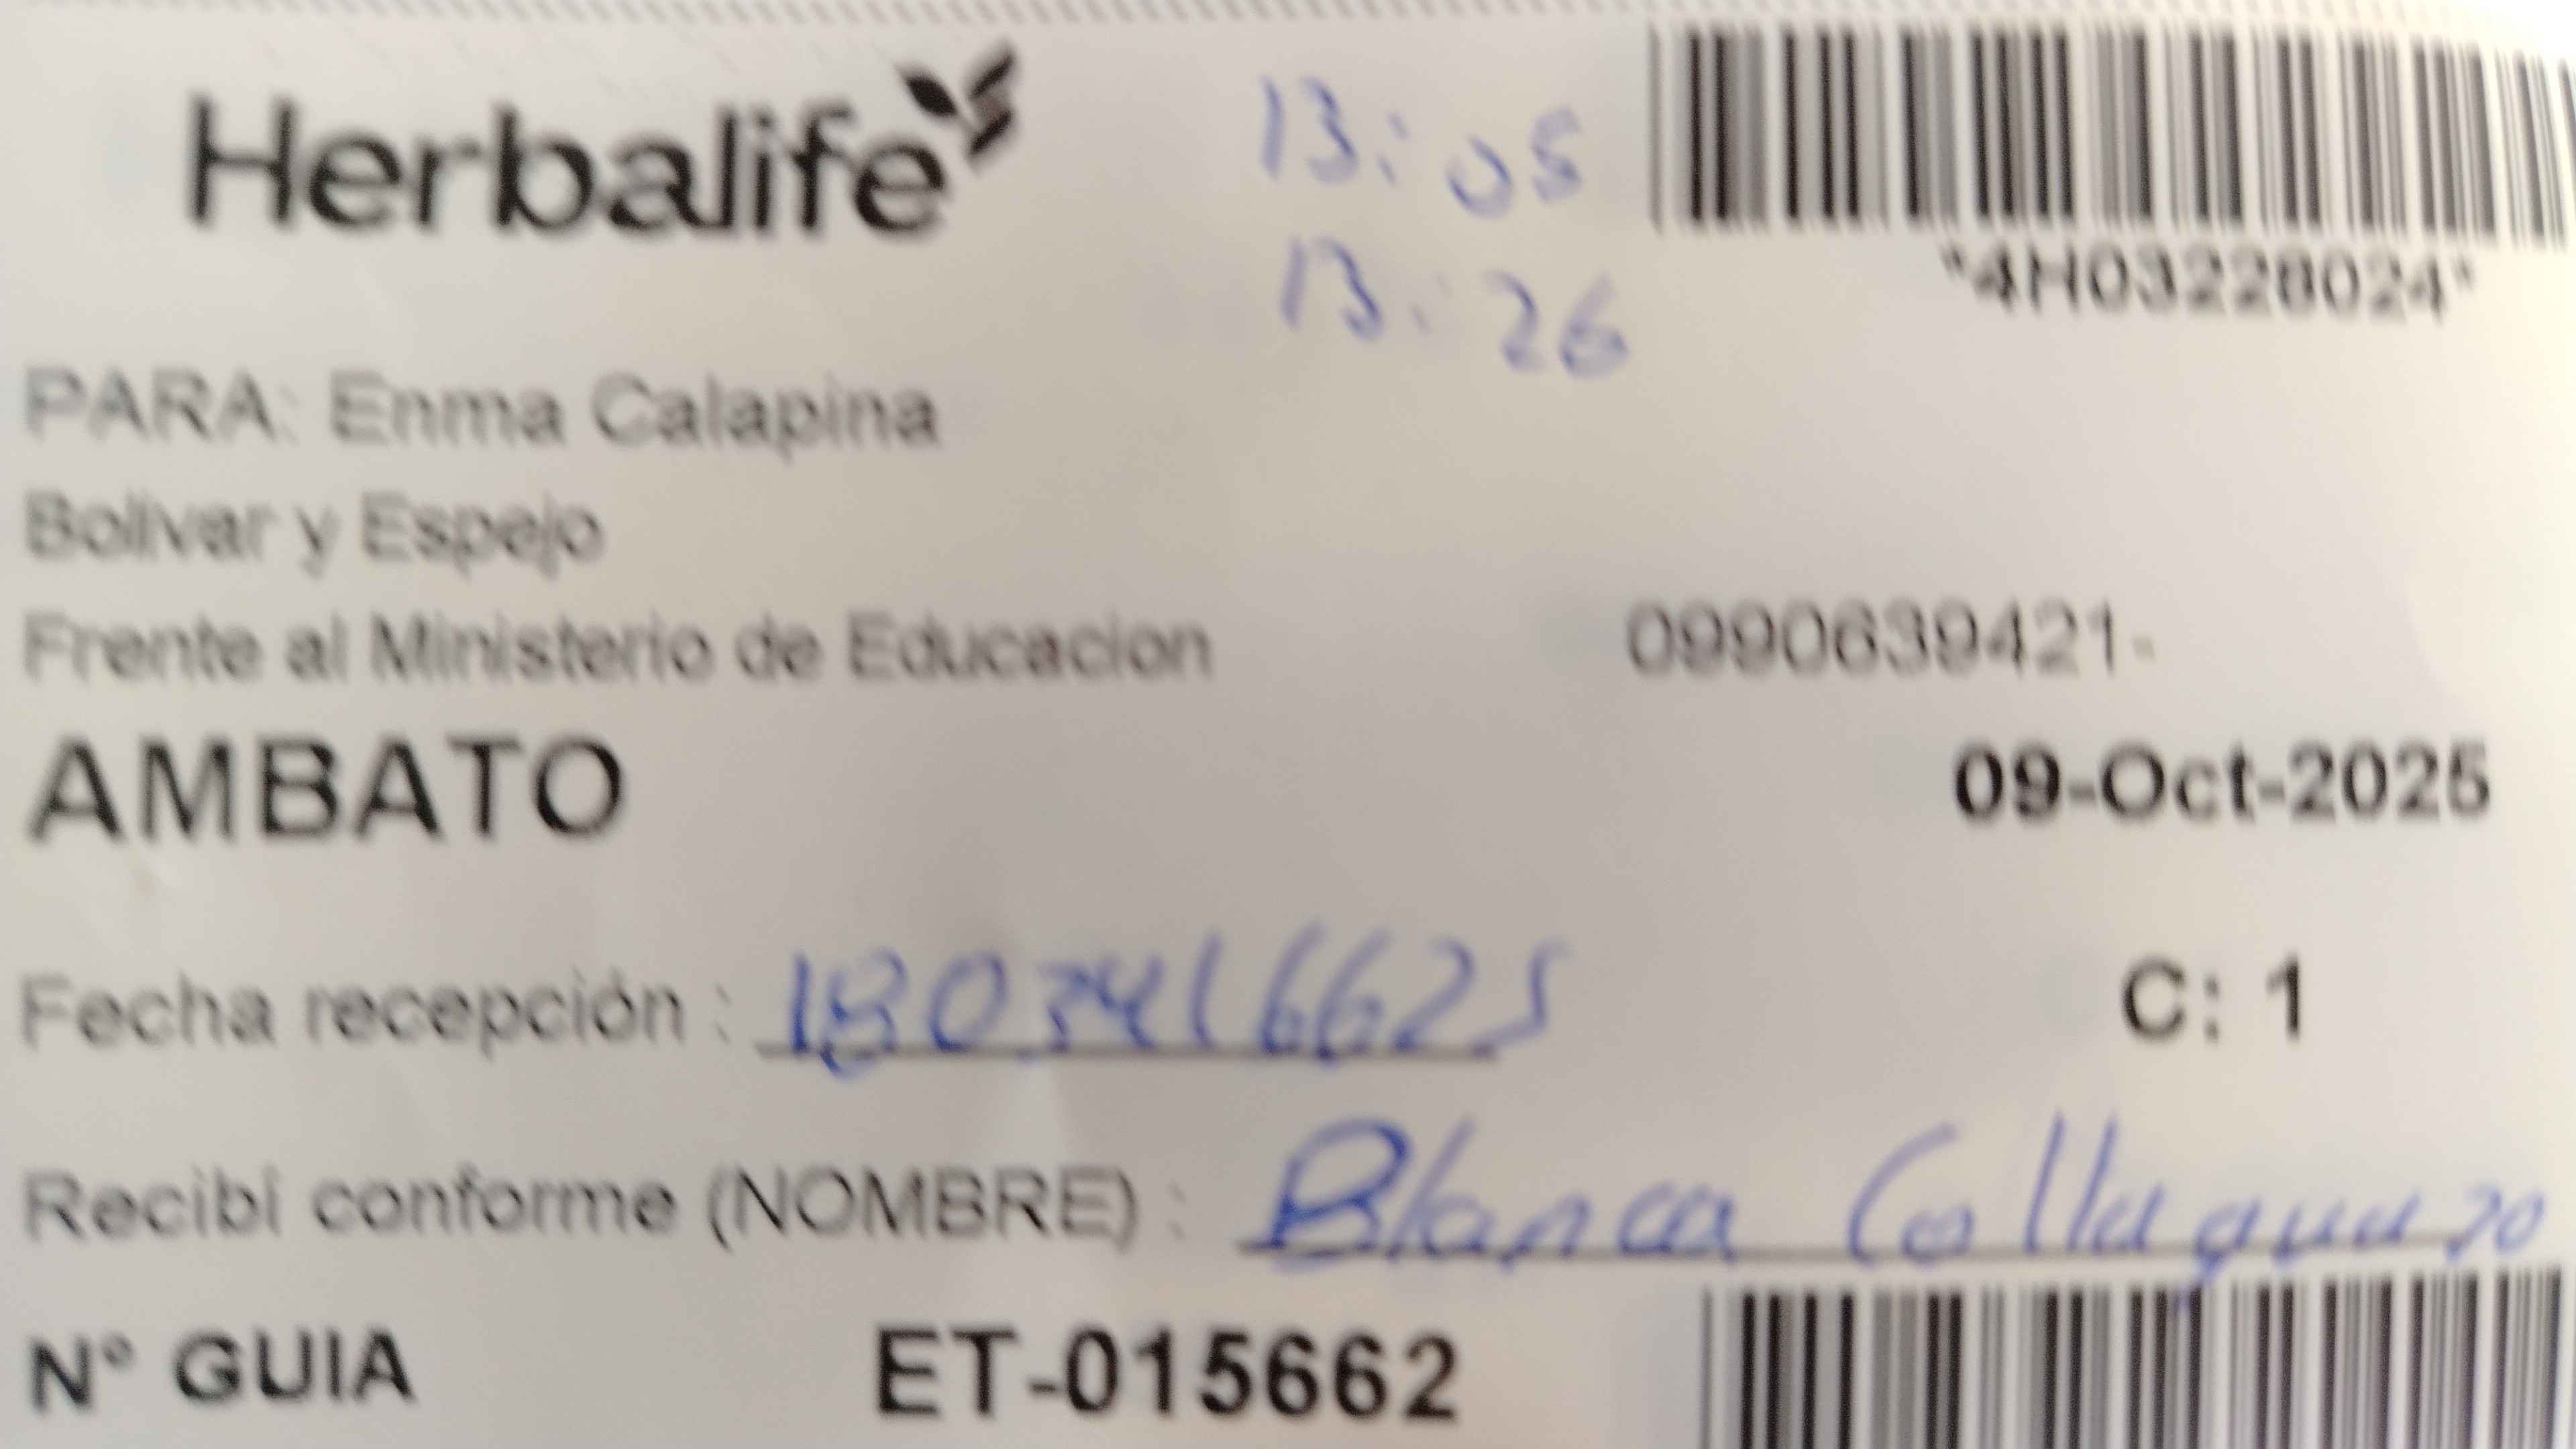 Herbalife
13:05
13:26
*4H03228024*
PARA: Enma Calapina
Bolivar y Espejo
Frente al Ministerio de Educacion 0990639421-
AMBATO
09-Oct-2025
Fecha recepción : 1803416625
C: 1
Recibí conforme (NOMBRE) : Blanca Collaguazo
N° GUIA ET-015662